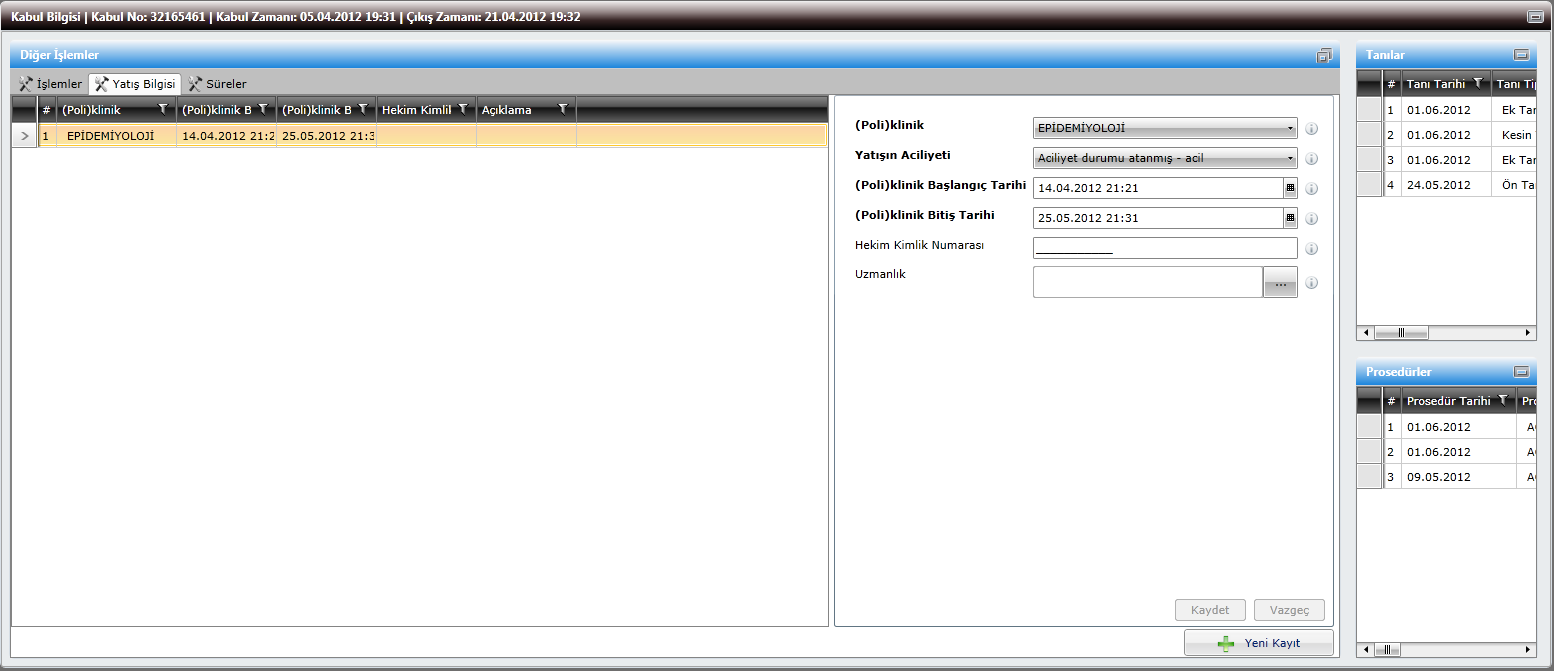 Kabul Bilgisi | Kabul No: 32165461 | Kabul Zamanı: 05.04.2012 19:31 | Çıkış Zamanı: 21.04.2012 19:32
Diğer İşlemler
İşlemler Yatış Bilgisi Süreler
# (Poli)klinik (Poli)klinik B (Poli)klinik B Hekim Kimlil Açıklama
> 1 EPİDEMİYOLOJİ 14.04.2012 21:2 25.05.2012 21:3
(Poli)klinik EPİDEMİYOLOJİ
Yatışın Aciliyeti Aciliyet durumu atanmış - acil
(Poli)klinik Başlangıç Tarihi 14.04.2012 21:21
(Poli)klinik Bitiş Tarihi 25.05.2012 21:31
Hekim Kimlik Numarası ___________
Uzmanlık ...
Kaydet Vazgeç
Yeni Kayıt
Tanılar
# Tanı Tarihi Tanı Tip
1 01.06.2012 Ek Tar
2 01.06.2012 Kesin
3 01.06.2012 Ek Tar
4 24.05.2012 Ön Ta
Prosedürler
# Prosedür Tarihi Pro
1 01.06.2012 A
2 01.06.2012 A
3 09.05.2012 A